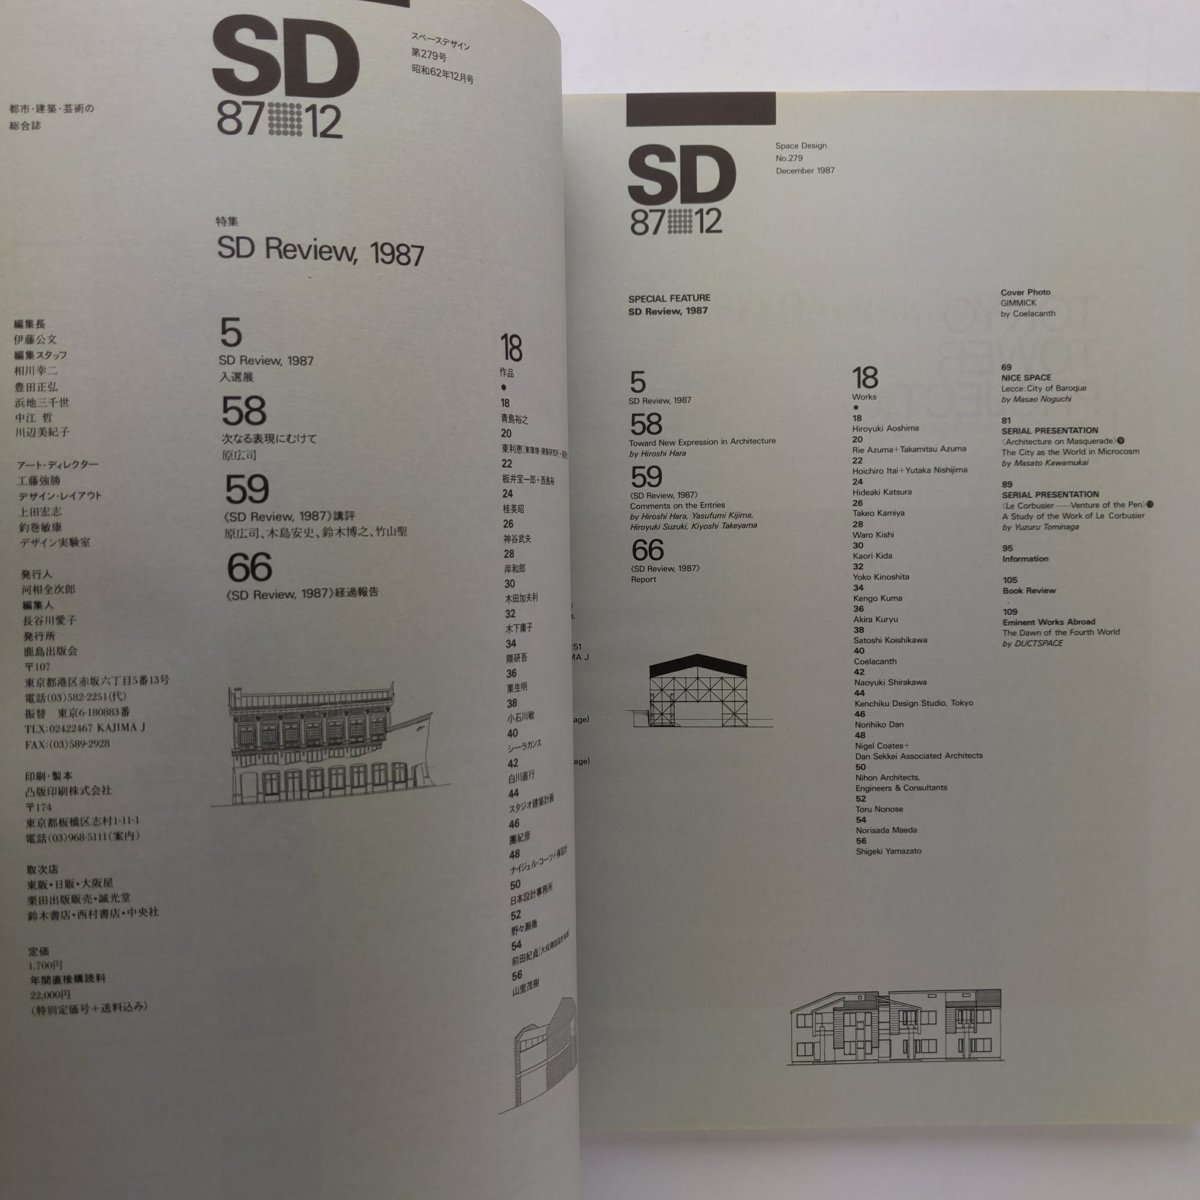 都市・建築・芸術の
総合誌
SD
87 12
スペースデザイン
第279号
昭和62年12月号
特集
SD Review, 1987
編集長
伊藤公文
編集スタッフ
相川幸二
豊田正弘
浜地三千世
中江 哲
川辺美紀子
アート・ディレクター
工藤強勝
デザイン・レイアウト
上田宏志
釣巻敏康
デザイン実験室
発行人
河相全次郎
編集人
長谷川愛子
発行所
鹿島出版会
〒107
東京都港区赤坂六丁目5番13号
電話(03)582-2251(代)
振替 東京6-180883番
TLX:02422467 KAJIMA J
FAX:(03)589-2928
印刷・製本
凸版印刷株式会社
〒174
東京都板橋区志村1-11-1
電話(03)968-5111(案内)
取次店
東販・日販・大阪屋
栗田出版販売・誠光堂
鈴木書店・西村書店・中央社
定価
1,700円
年間直接購読料
22,000円
(特別定価号+送料込み)
5
SD Review, 1987
入選展
58
次なる表現にむけて
原広司
59
《SD Review, 1987》講評
原広司、木島安史、鈴木博之、竹山聖
66
《SD Review, 1987》経過報告
18
作品
●
18
青島裕之
20
東利恵
22
板井宝一郎+西島裕
24
桂英昭
26
神谷武夫
28
岸和郎
30
木田加夫利
32
木下庸子
34
隈研吾
36
栗生明
38
小石川敏
40
シーラカンス
42
白川直行
44
スタジオ建築計画
46
團紀彦
48
ナイジェル・コーツ+
50
日本設計事務所
52
野々瀬徹
54
前田紀貞
56
山里茂樹
SD
87 12
Space Design
No.279
December 1987
SPECIAL FEATURE
SD Review, 1987
5
SD Review, 1987
58
Toward New Expression in Architecture
by Hiroshi Hara
59
《SD Review, 1987》
Comments on the Entries
by Hiroshi Hara, Yasufumi Kijima,
Hiroyuki Suzuki, Kiyoshi Takeyama
66
《SD Review, 1987》
Report
18
Works
●
18
Hiroyuki Aoshima
20
Rie Azuma+Takamitsu Azuma
22
Hoichiro Itai+Yutaka Nishijima
24
Hideaki Katsura
26
Takeo Kamiya
28
Waro Kishi
30
Kaori Kida
32
Yoko Kinoshita
34
Kengo Kuma
36
Akira Kuryu
38
Satoshi Koishikawa
40
Coelacanth
42
Naoyuki Shirakawa
44
Kenchiku Design Studio, Tokyo
46
Norihiko Dan
48
Nigel Coates+
Dan Sekkei Associated Architects
50
Nihon Architects,
Engineers & Consultants
52
Toru Nonose
54
Norisada Maeda
56
Shigeki Yamazato
Cover Photo
GIMMICK
by Coelacanth
69
NICE SPACE
Lecce: City of Baroque
by Masao Noguchi
81
SERIAL PRESENTATION
〈Architecture on Masquerade〉❾
The City as the World in Microcosm
by Masato Kawamukai
89
SERIAL PRESENTATION
〈Le Corbusier——Venture of the Pen〉
A Study of the Work of Le Corbusier
by Yuzuru Tominaga
95
Information
105
Book Review
109
Eminent Works Abroad
The Dawn of the Fourth World
by DUCTSPACE